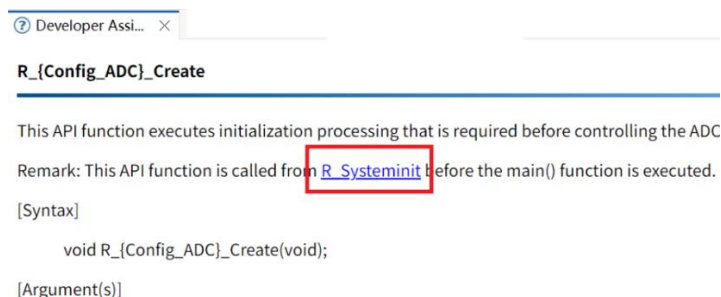 Developer Assi...
R_{Config_ADC}_Create
This API function executes initialization processing that is required before controlling the ADC
Remark: This API function is called from R_Systeminit before the main() function is executed.
[Syntax]
void R_{Config_ADC}_Create(void);
[Argument(s)]